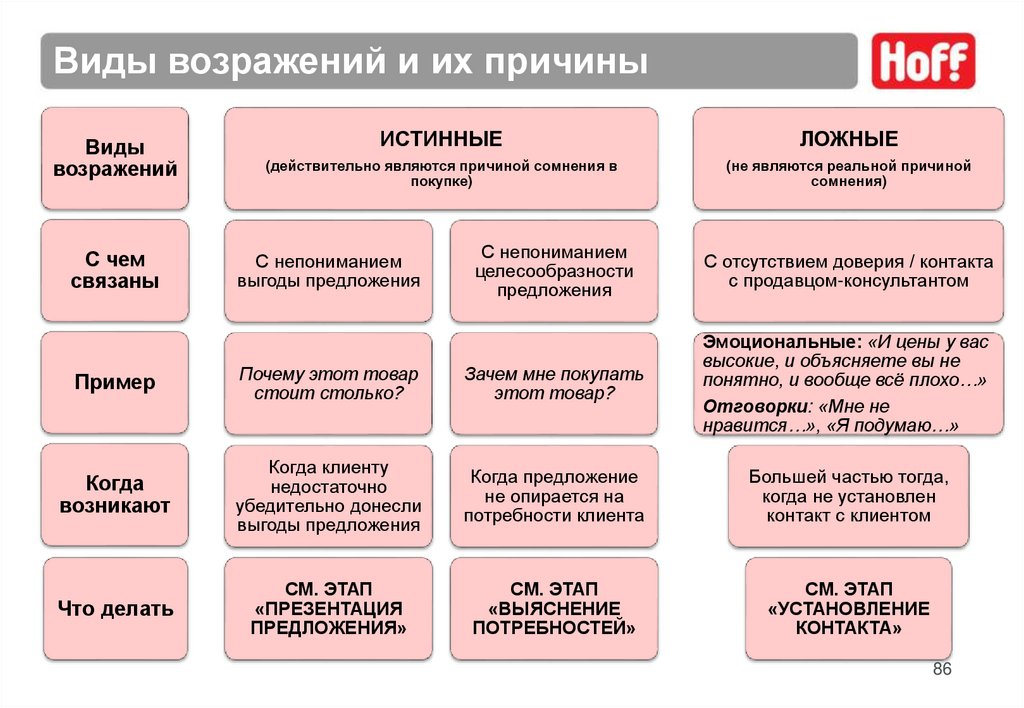 Виды возражений и их причины
Hoff
Виды
возражений
ИСТИННЫЕ
(действительно являются причиной сомнения в
покупке)
ЛОЖНЫЕ
(не являются реальной причиной
сомнения)
С чем
связаны
С непониманием
выгоды предложения
С непониманием
целесообразности
предложения
С отсутствием доверия / контакта
с продавцом-консультантом
Пример
Почему этот товар
стоит столько?
Зачем мне покупать
этот товар?
Эмоциональные: «И цены у вас
высокие, и объясняете вы не
понятно, и вообще всё плохо…»
Отговорки: «Мне не
нравится…», «Я подумаю…»
Когда
возникают
Когда клиенту
недостаточно
убедительно донесли
выгоды предложения
Когда предложение
не опирается на
потребности клиента
Большей частью тогда,
когда не установлен
контакт с клиентом
Что делать
СМ. ЭТАП
«ПРЕЗЕНТАЦИЯ
ПРЕДЛОЖЕНИЯ»
СМ. ЭТАП
«ВЫЯСНЕНИЕ
ПОТРЕБНОСТЕЙ»
СМ. ЭТАП
«УСТАНОВЛЕНИЕ
КОНТАКТА»
86